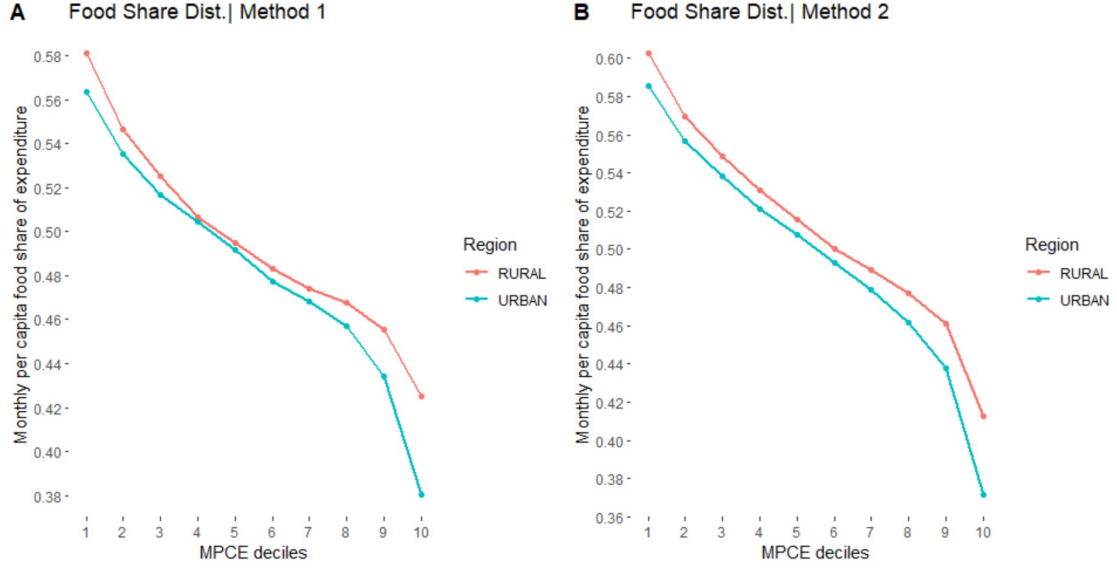 A Food Share Dist.| Method 1
Monthly per capita food share of expenditure
0.58
0.56
0.54
0.52
0.50
0.48
0.46
0.44
0.42
0.40
0.38
1 2 3 4 5 6 7 8 9 10
MPCE deciles
Region
RURAL
URBAN
B Food Share Dist.| Method 2
Monthly per capita food share of expenditure
0.60
0.58
0.56
0.54
0.52
0.50
0.48
0.46
0.44
0.42
0.40
0.38
0.36
1 2 3 4 5 6 7 8 9 10
MPCE deciles
Region
RURAL
URBAN